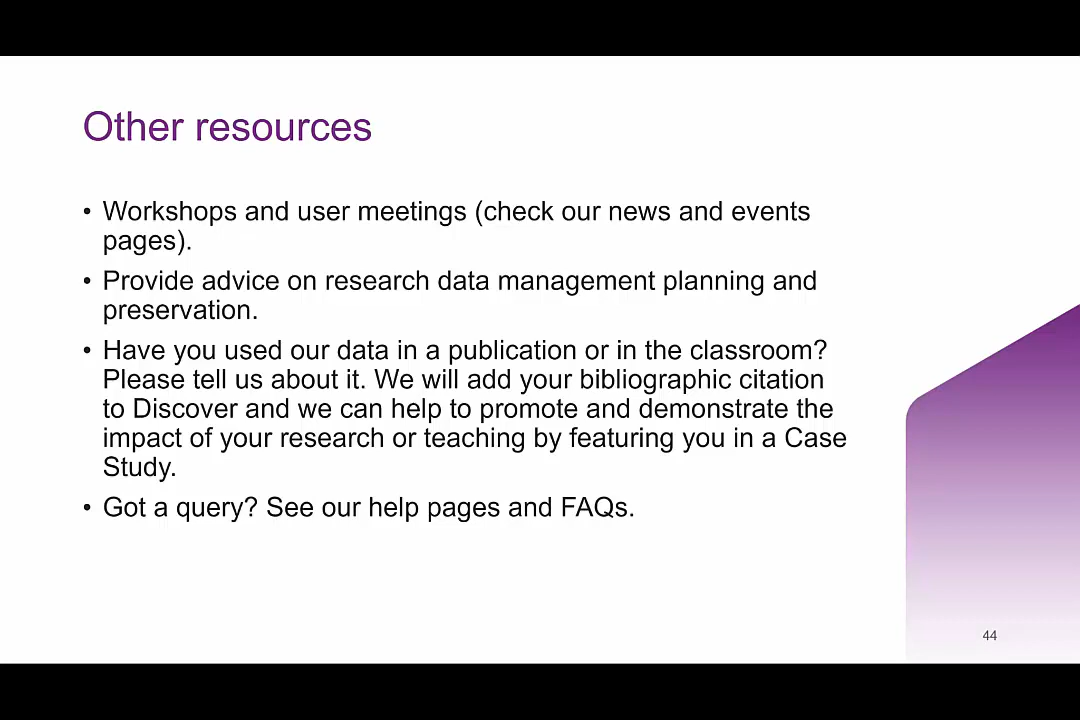 Other resources
• Workshops and user meetings (check our news and events
pages).
• Provide advice on research data management planning and
preservation.
• Have you used our data in a publication or in the classroom?
Please tell us about it. We will add your bibliographic citation
to Discover and we can help to promote and demonstrate the
impact of your research or teaching by featuring you in a Case
Study.
• Got a query? See our help pages and FAQs.
44